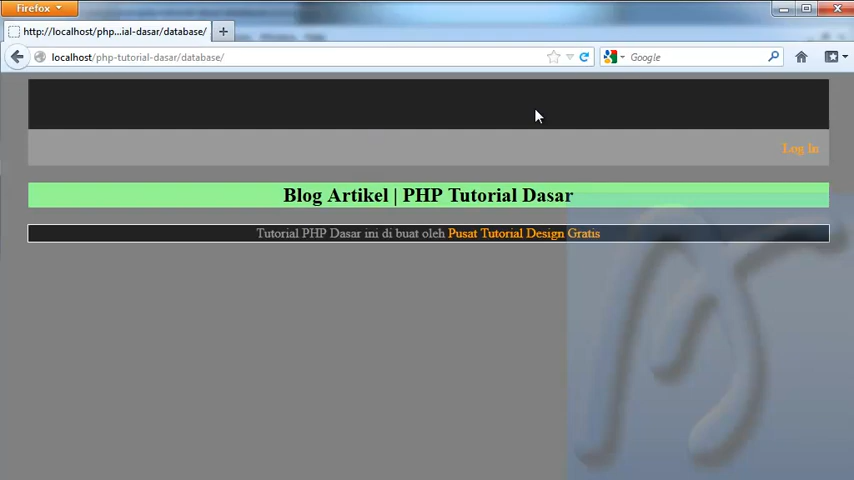 Firefox
http://localhost/php...ial-dasar/database/
localhost/php-tutorial-dasar/database/
Google
Log In
Blog Artikel | PHP Tutorial Dasar
Tutorial PHP Dasar ini di buat oleh Pusat Tutorial Design Gratis